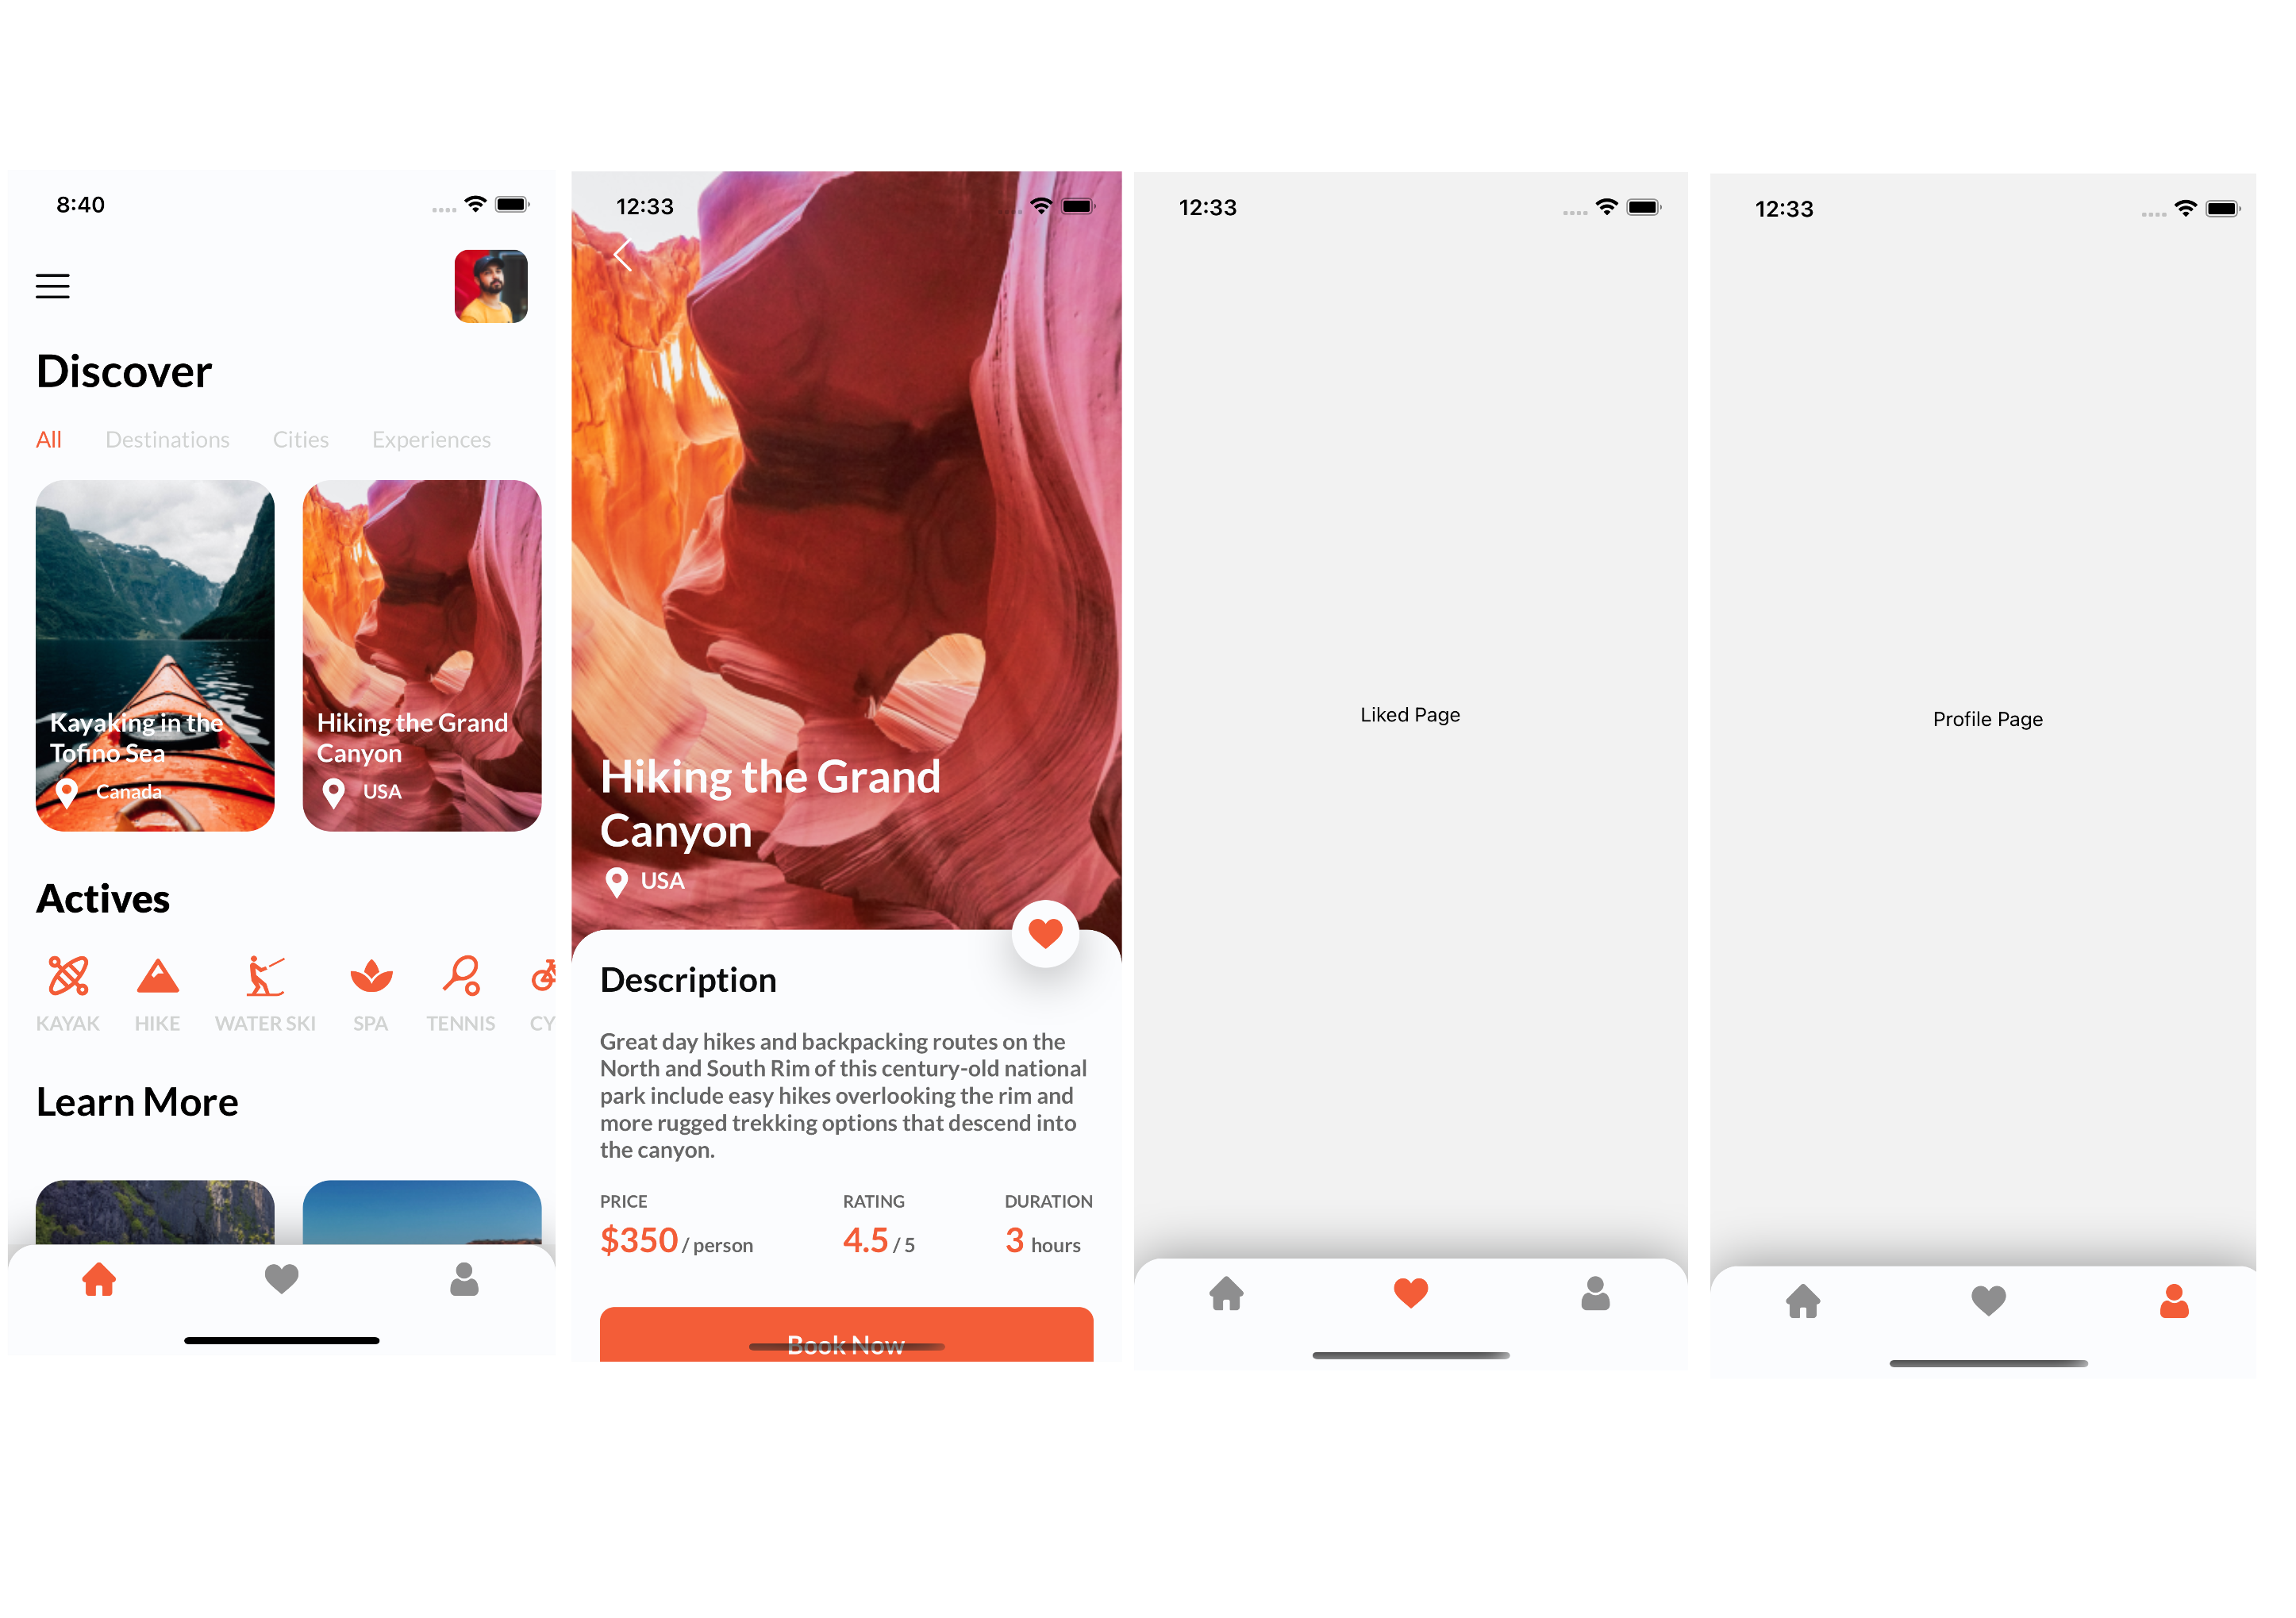 8:40
Discover
All Destinations Cities Experiences
Kayaking in the
Tofino Sea
Canada
Hiking the Grand
Canyon
USA
Actives
KAYAK HIKE WATER SKI SPA TENNIS CY
Learn More
12:33
Hiking the Grand
Canyon
USA
Description
Great day hikes and backpacking routes on the
North and South Rim of this century-old national
park include easy hikes overlooking the rim and
more rugged trekking options that descend into
the canyon.
PRICE RATING DURATION
$350 / person 4.5 / 5 3 hours
Book Now
12:33
Liked Page
12:33
Profile Page